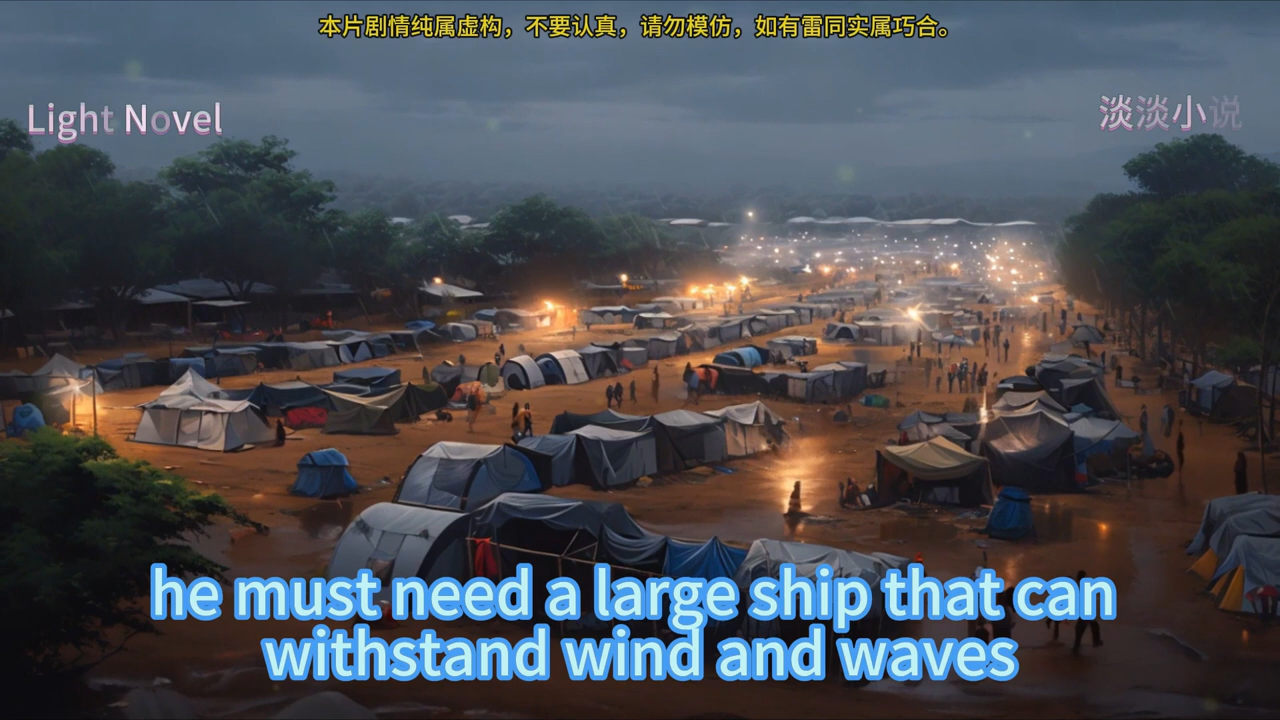 本片剧情纯属虚构，不要认真，请勿模仿，如有雷同实属巧合。
Light Novel
淡淡小说
he must need a large ship that can
withstand wind and waves